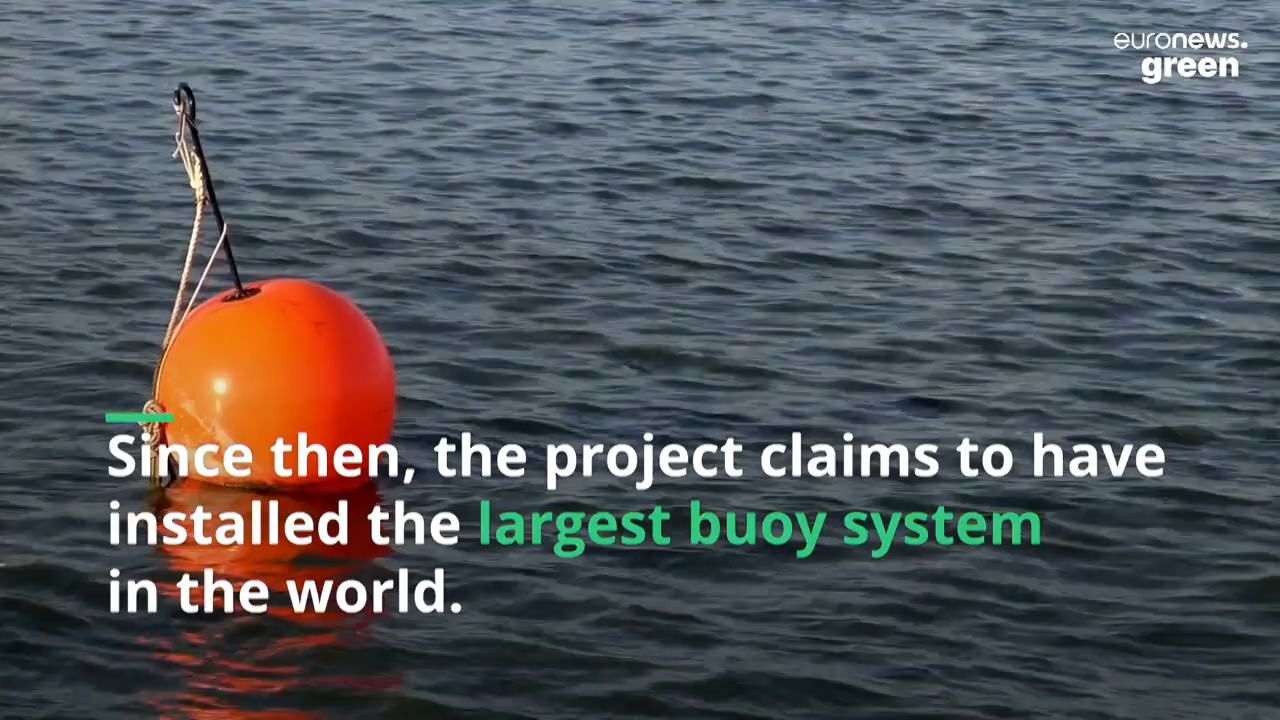 euronews.
green
Since then, the project claims to have
installed the largest buoy system
in the world.